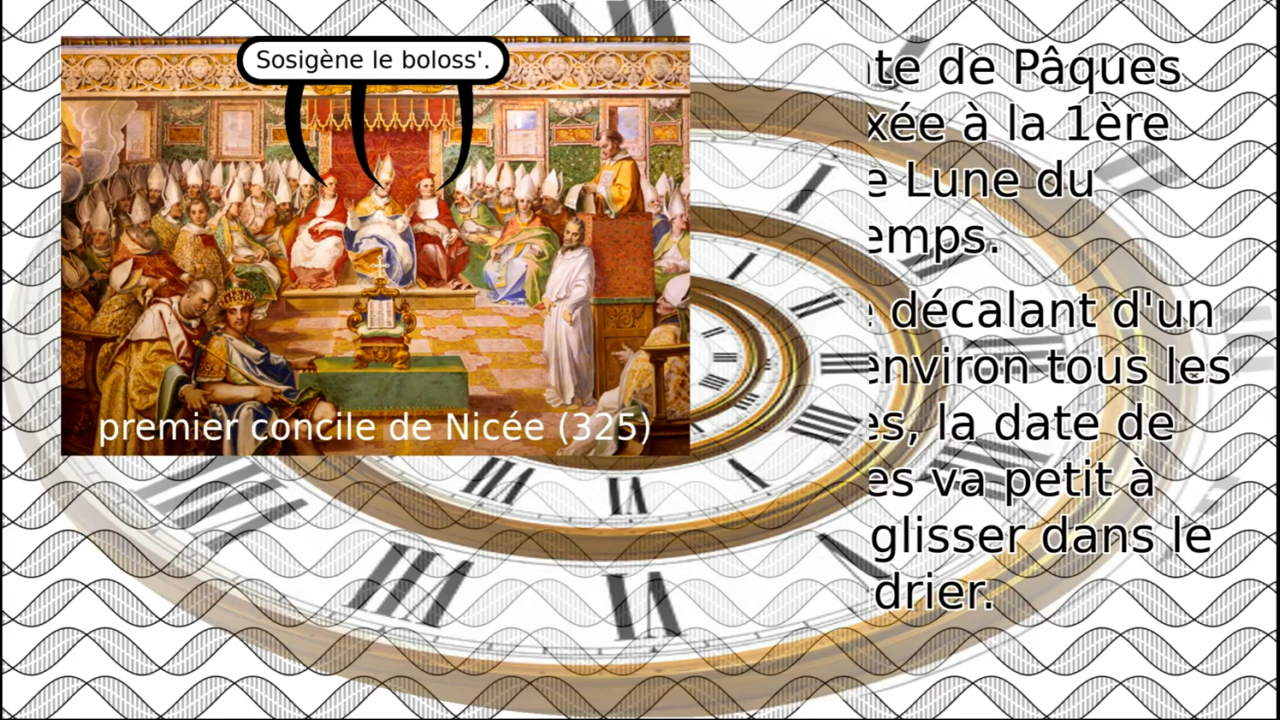 Sosigène le boloss'.
premier concile de Nicée (325)
te de Pâques
xée à la 1ère
e Lune du
emps.
e décalant d'un
environ tous les
es, la date de
es va petit à
glisser dans le
drier.